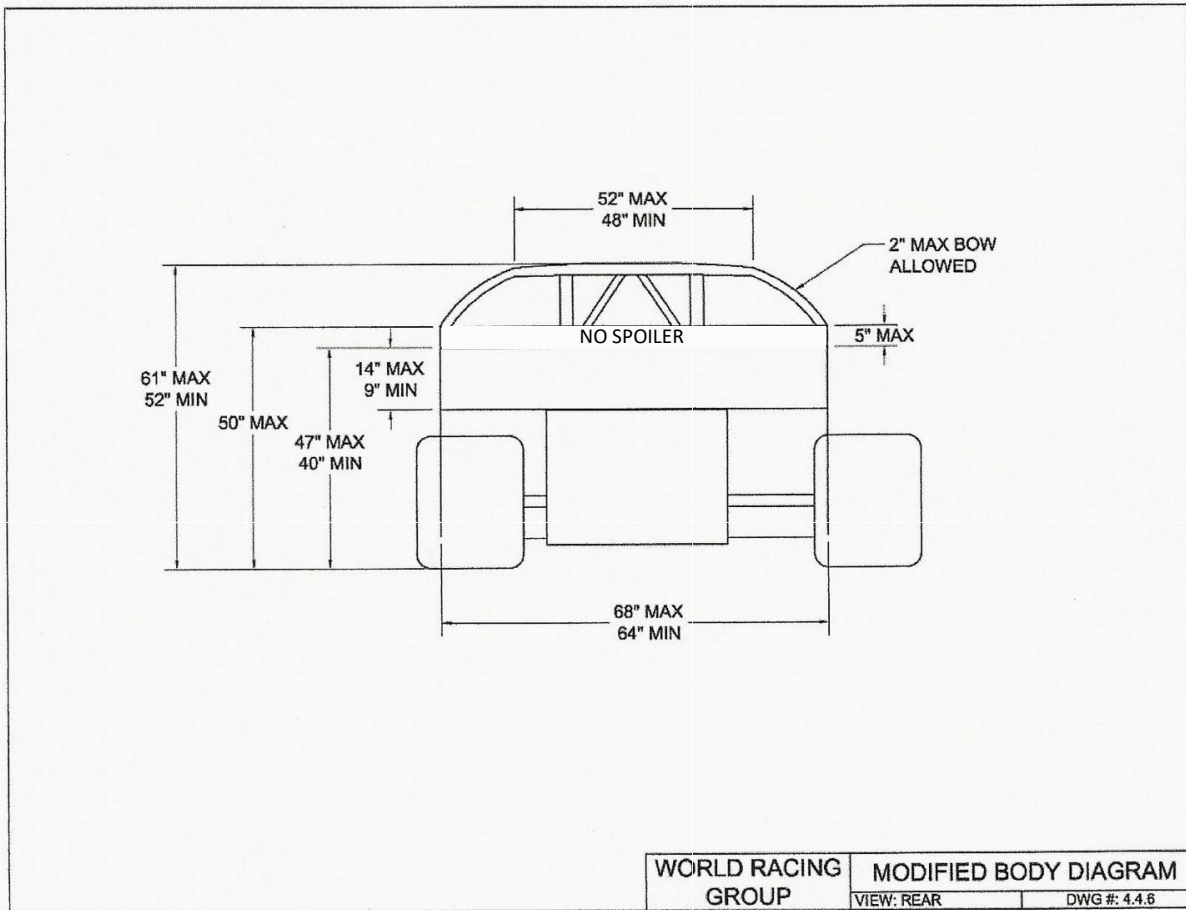 52" MAX
48" MIN
2" MAX BOW
ALLOWED
NO SPOILER
5" MAX
14" MAX
9" MIN
61" MAX
52" MIN
50" MAX
47" MAX
40" MIN
68" MAX
64" MIN
WORLD RACING
GROUP
MODIFIED BODY DIAGRAM
VIEW: REAR
DWG #: 4.4.6